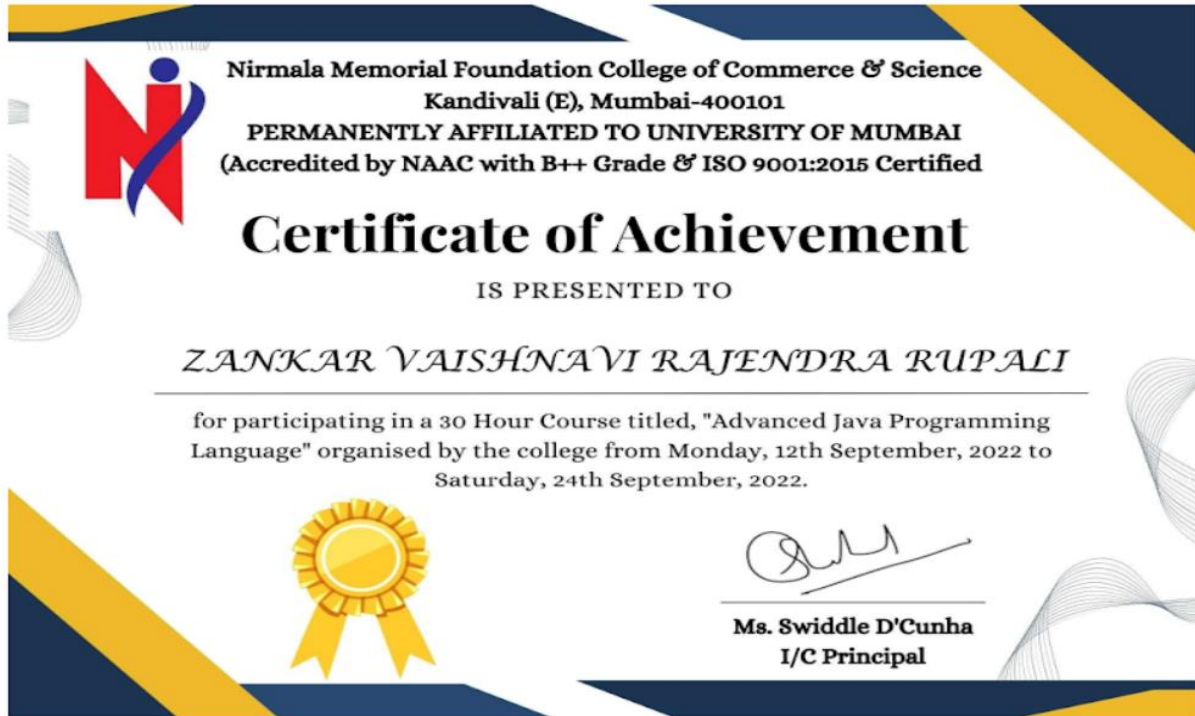 Nirmala Memorial Foundation College of Commerce & Science
Kandivali (E), Mumbai-400101
PERMANENTLY AFFILIATED TO UNIVERSITY OF MUMBAI
(Accredited by NAAC with B++ Grade & ISO 9001:2015 Certified
Certificate of Achievement
IS PRESENTED TO
ZANKAR VAISHNAVI RAJENDRA RUPALI
for participating in a 30 Hour Course titled, "Advanced Java Programming
Language" organised by the college from Monday, 12th September, 2022 to
Saturday, 24th September, 2022.
Ms. Swiddle D'Cunha
I/C Principal